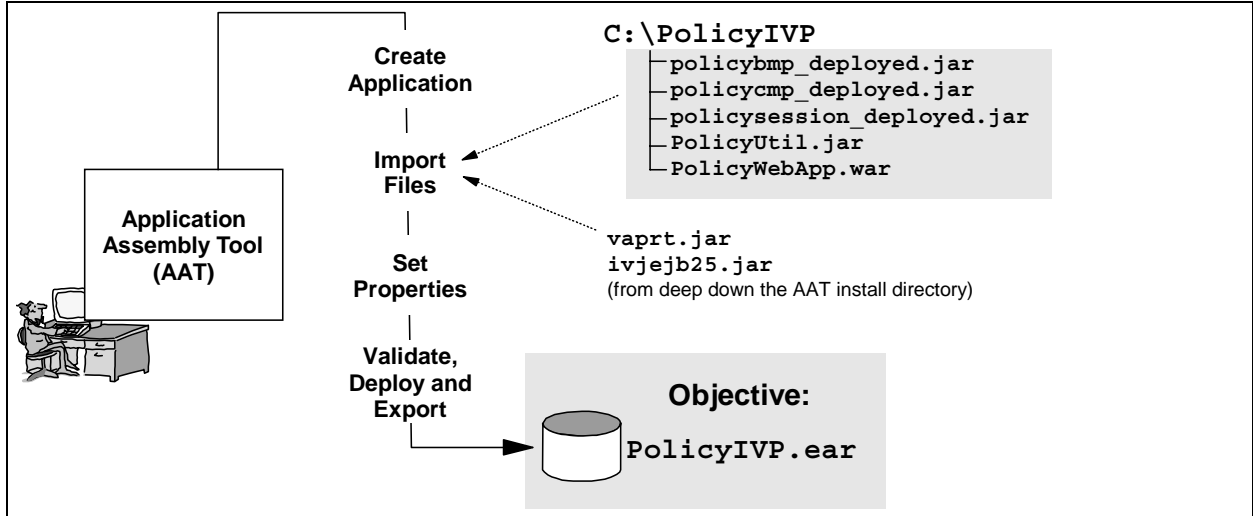 Application
Assembly Tool
(AAT)
Create
Application
Import
Files
Set
Properties
Validate,
Deploy and
Export
C:\PolicyIVP
policybmp_deployed.jar
policycmp_deployed.jar
policysession_deployed.jar
PolicyUtil.jar
PolicyWebApp.war
vaprt.jar
ivjejb25.jar
(from deep down the AAT install directory)
Objective:
PolicyIVP.ear